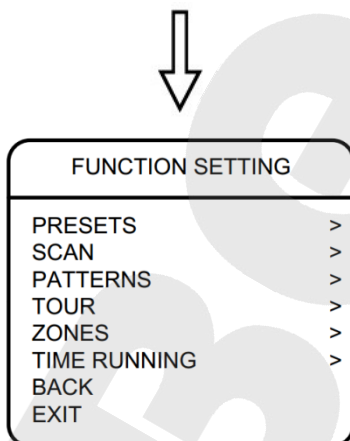 FUNCTION SETTING
PRESETS >
SCAN >
PATTERNS >
TOUR >
ZONES >
TIME RUNNING >
BACK
EXIT